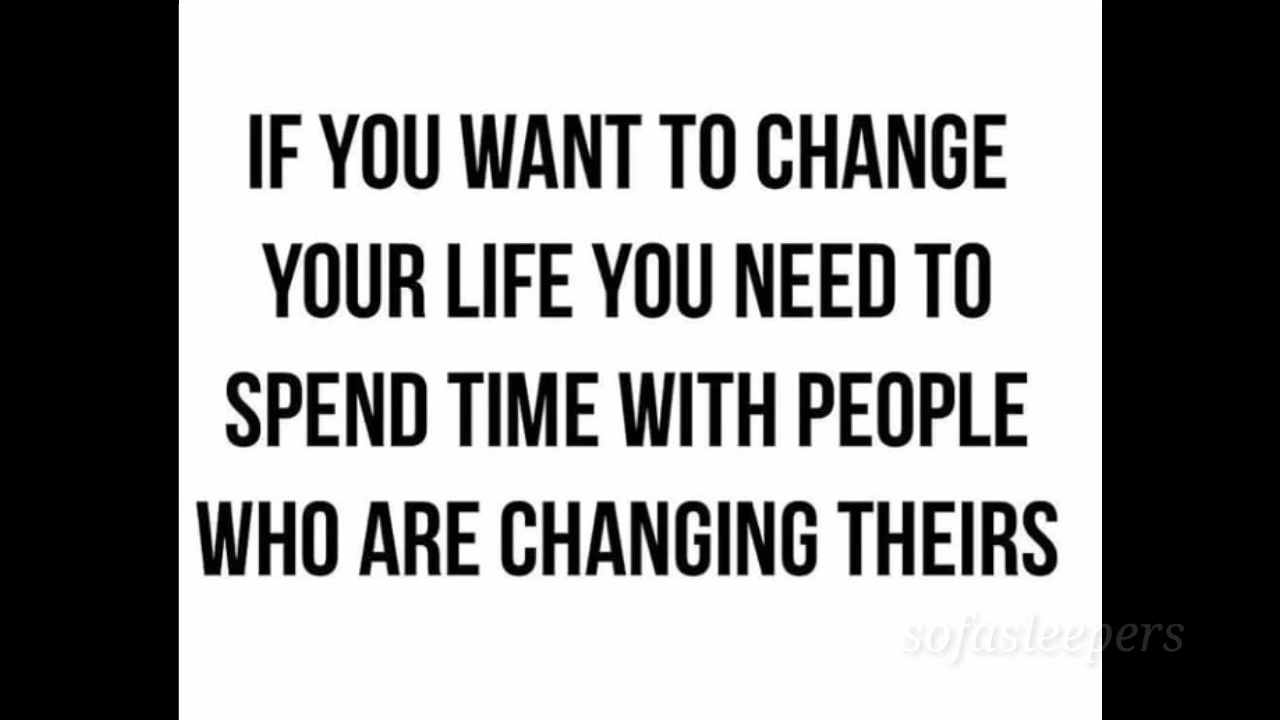 IF YOU WANT TO CHANGE
YOUR LIFE YOU NEED TO
SPEND TIME WITH PEOPLE
WHO ARE CHANGING THEIRS
sofasleepers